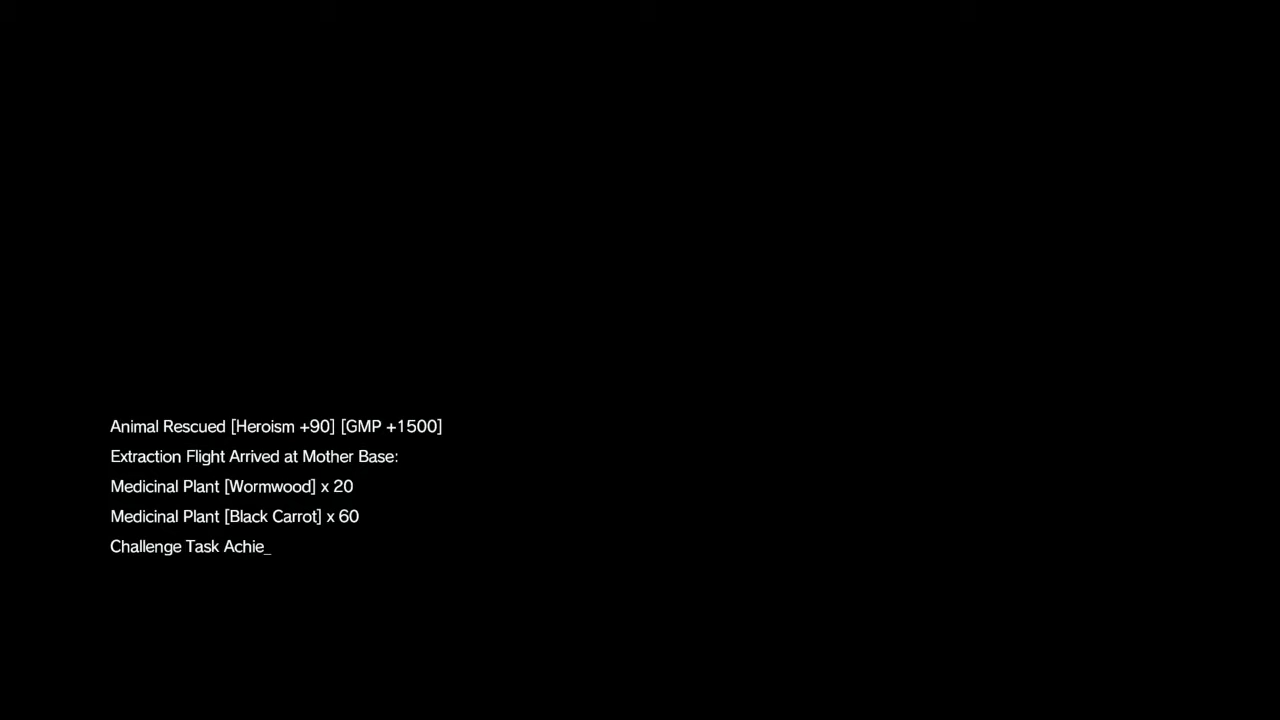 Animal Rescued [Heroism +90] [GMP +1500]
Extraction Flight Arrived at Mother Base:
Medicinal Plant [Wormwood] x 20
Medicinal Plant [Black Carrot] x 60
Challenge Task Achie_